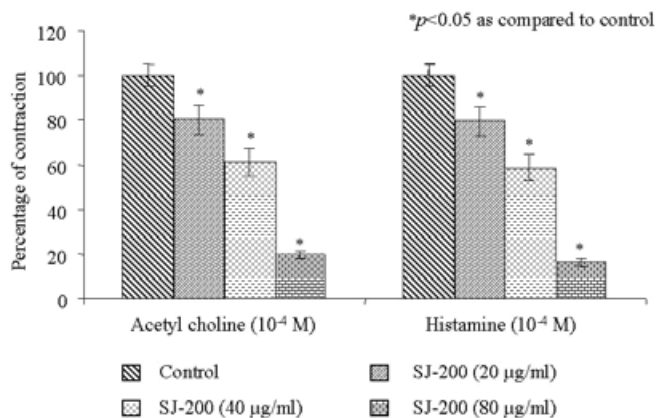 *p<0.05 as compared to control
120
100
80
60
40
20
0
Percentage of contraction
* * *
* * *
Acetyl choline (10⁻⁴ M) Histamine (10⁻⁴ M)
Control SJ-200 (20 µg/ml)
SJ-200 (40 µg/ml) SJ-200 (80 µg/ml)